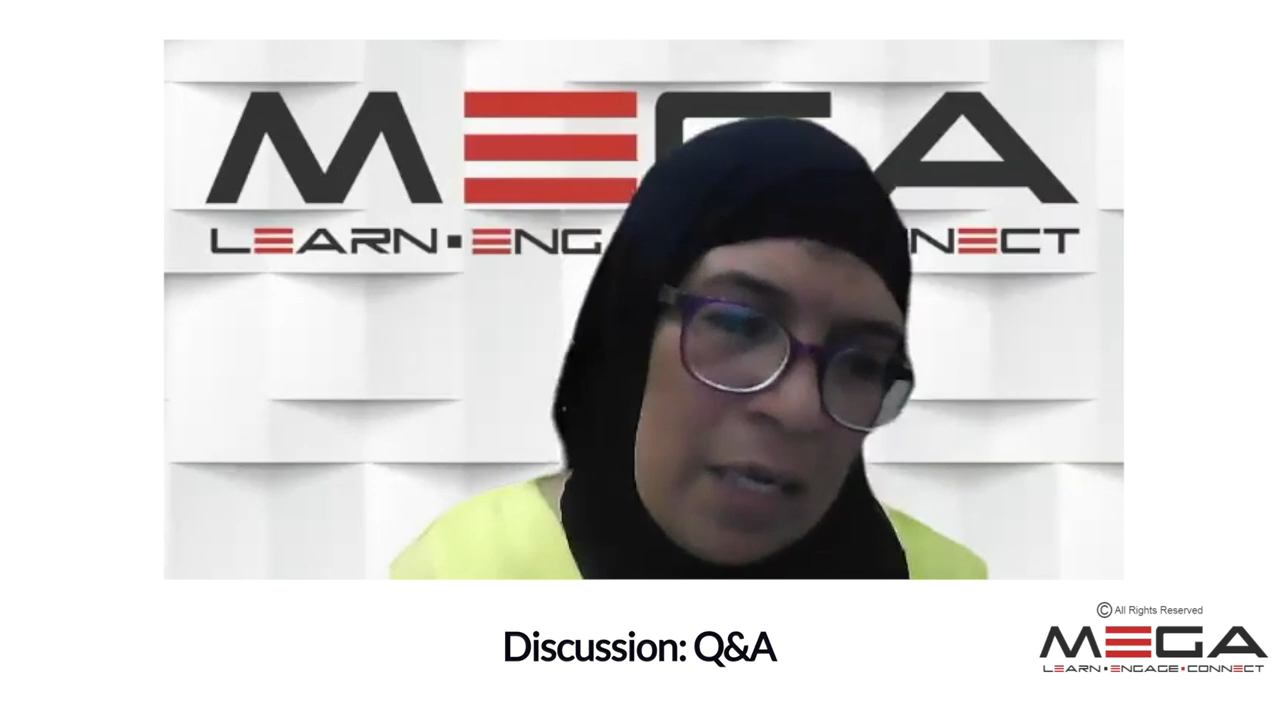 MEGA
LEARN ENG NECT
Discussion: Q&A
© All Rights Reserved
MEGA
LEARN • ENGAGE • CONNECT